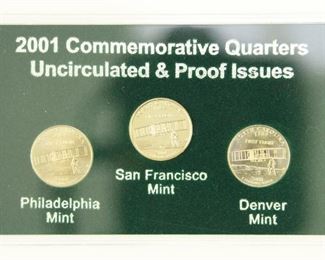 2001 Commemorative Quarters
Uncirculated & Proof Issues
Philadelphia
Mint
San Francisco
Mint
Denver
Mint